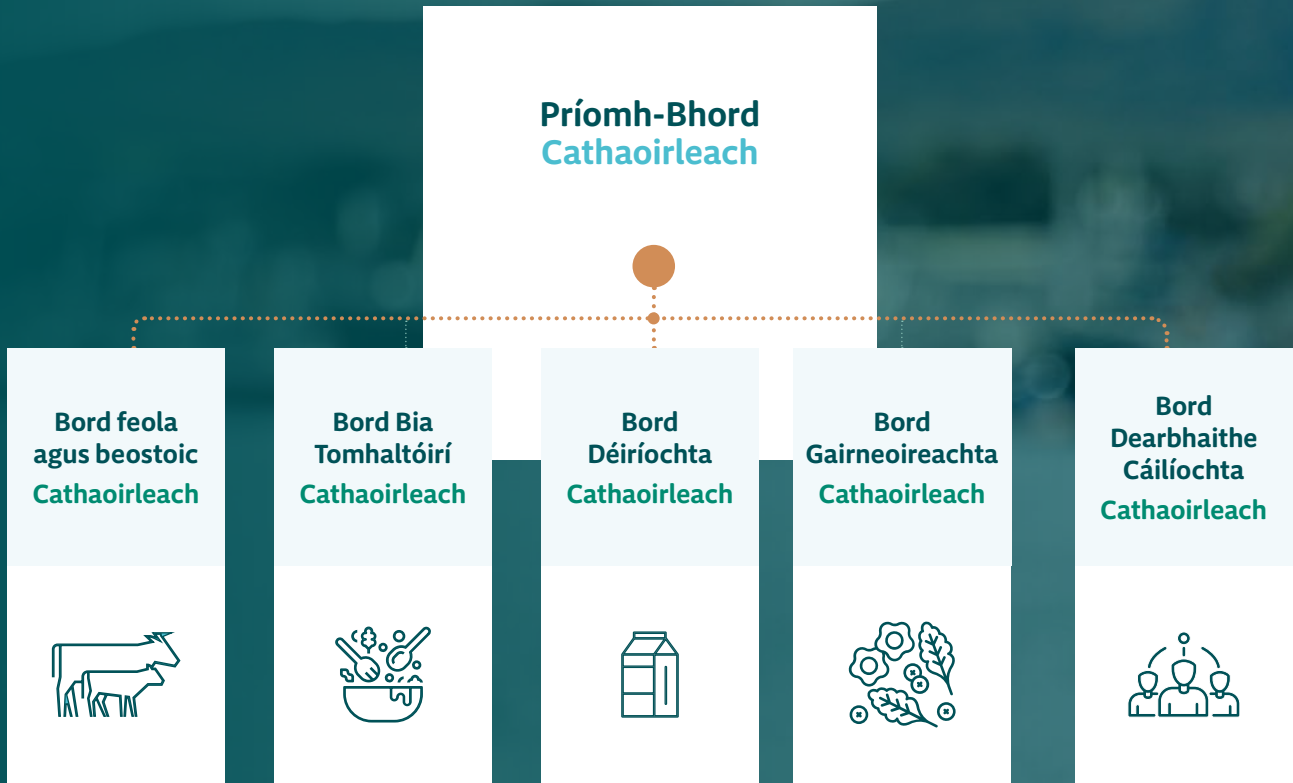 Príomh-Bhord
Cathaoirleach
Bord feola
agus beostoic
Cathaoirleach
Bord Bia
Tomhaltóirí
Cathaoirleach
Bord
Déiríochta
Cathaoirleach
Bord
Gairneoireachta
Cathaoirleach
Bord
Dearbhaithe
Cáilíochta
Cathaoirleach